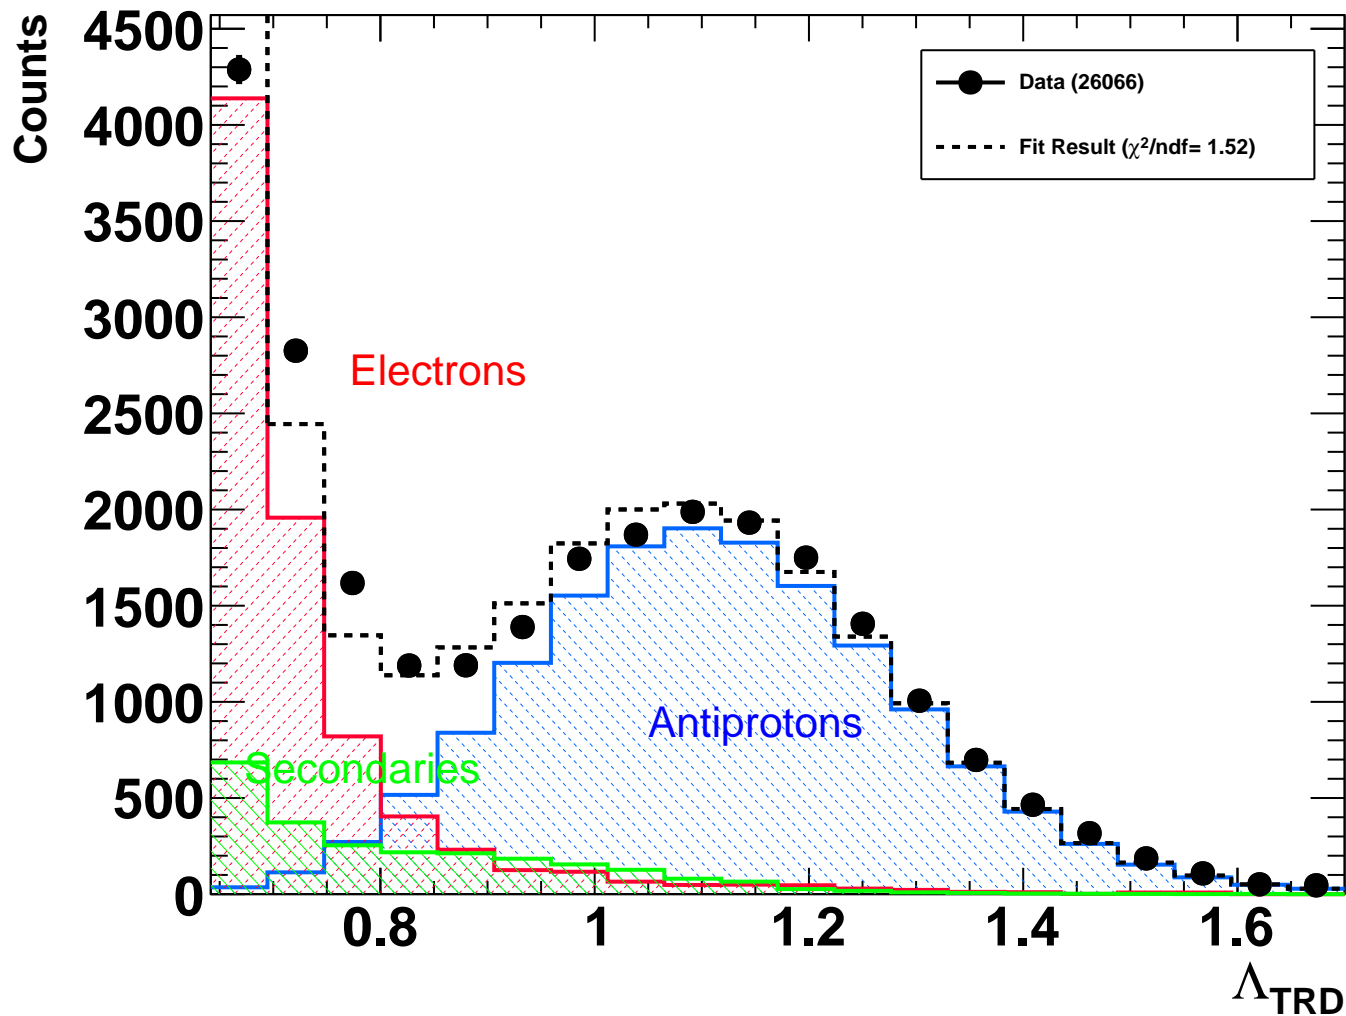 Counts
4500
4000
3500
3000
2500
2000
1500
1000
500
0
Data (26066)
Fit Result (χ²/ndf= 1.52)
Electrons
Antiprotons
Secondaries
0.8 1 1.2 1.4 1.6
Λ_TRD